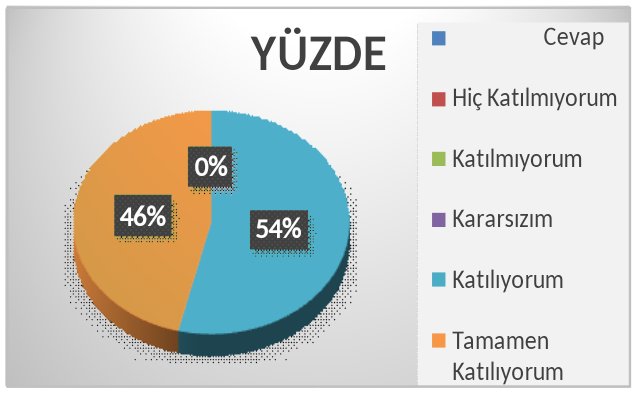 YÜZDE
0%
46%
54%
Cevap
Hiç Katılmıyorum
Katılmıyorum
Kararsızım
Katılıyorum
Tamamen
Katılıyorum